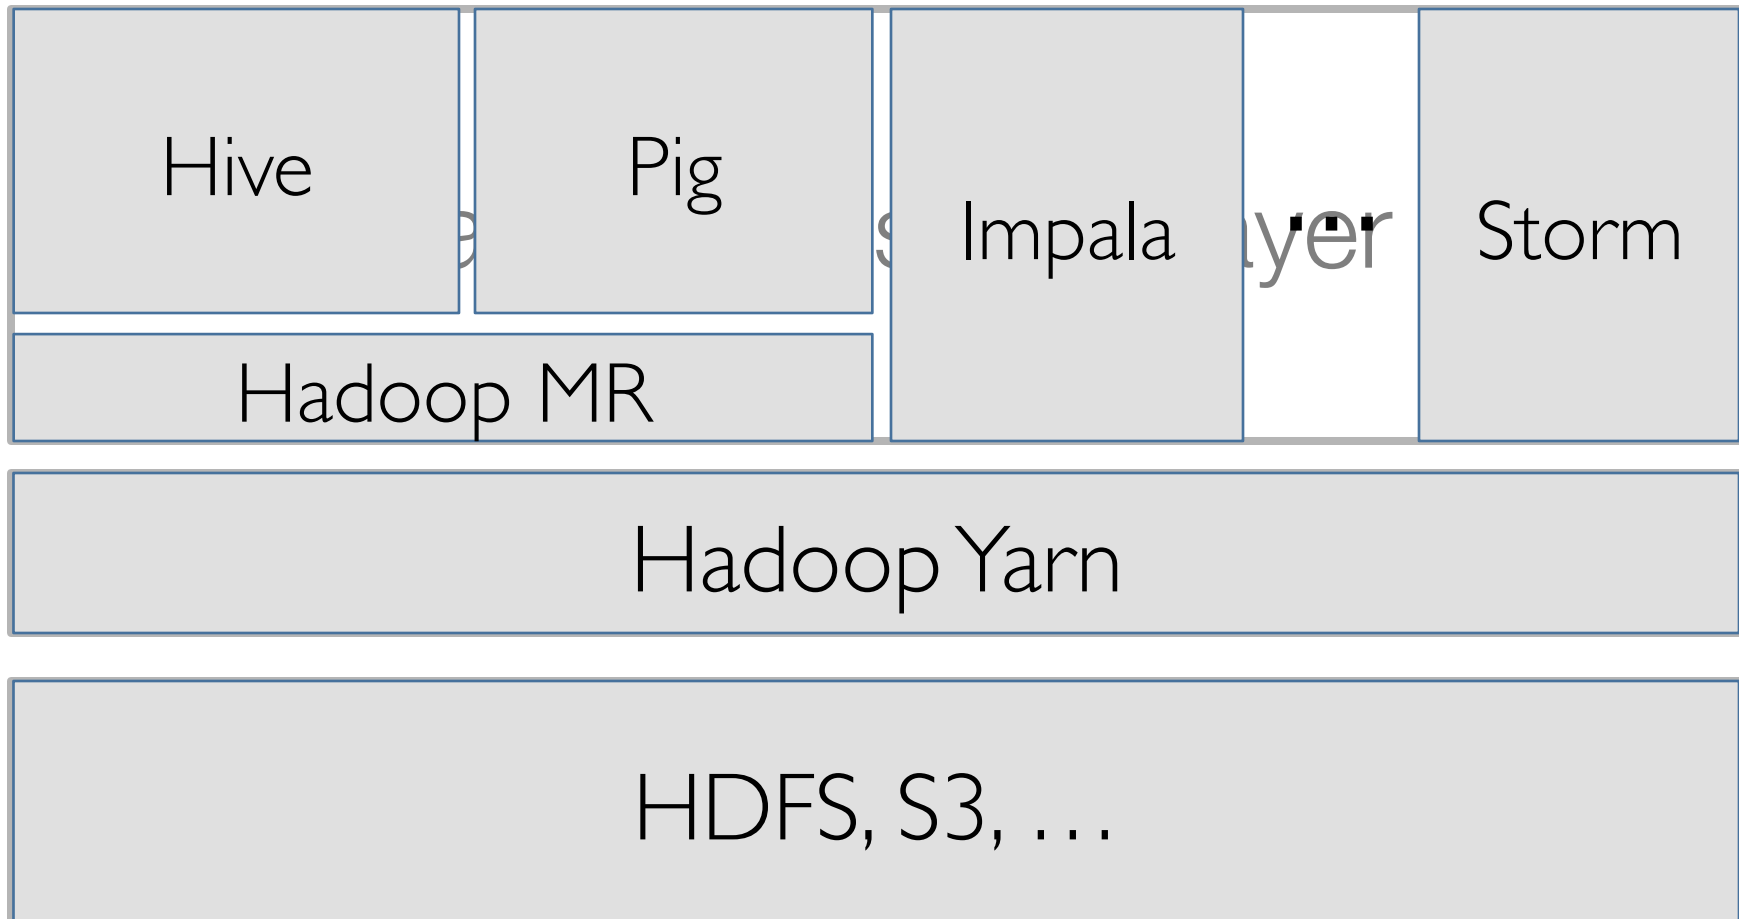 Hive
Pig
Impala
...
Storm
Hadoop MR
Hadoop Yarn
HDFS, S3, …